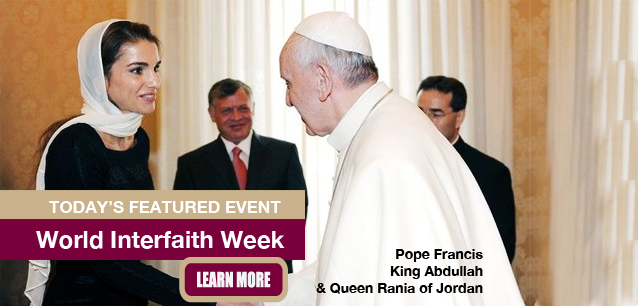 TODAY'S FEATURED EVENT
World Interfaith Week
LEARN MORE
Pope Francis
King Abdullah
& Queen Rania of Jordan